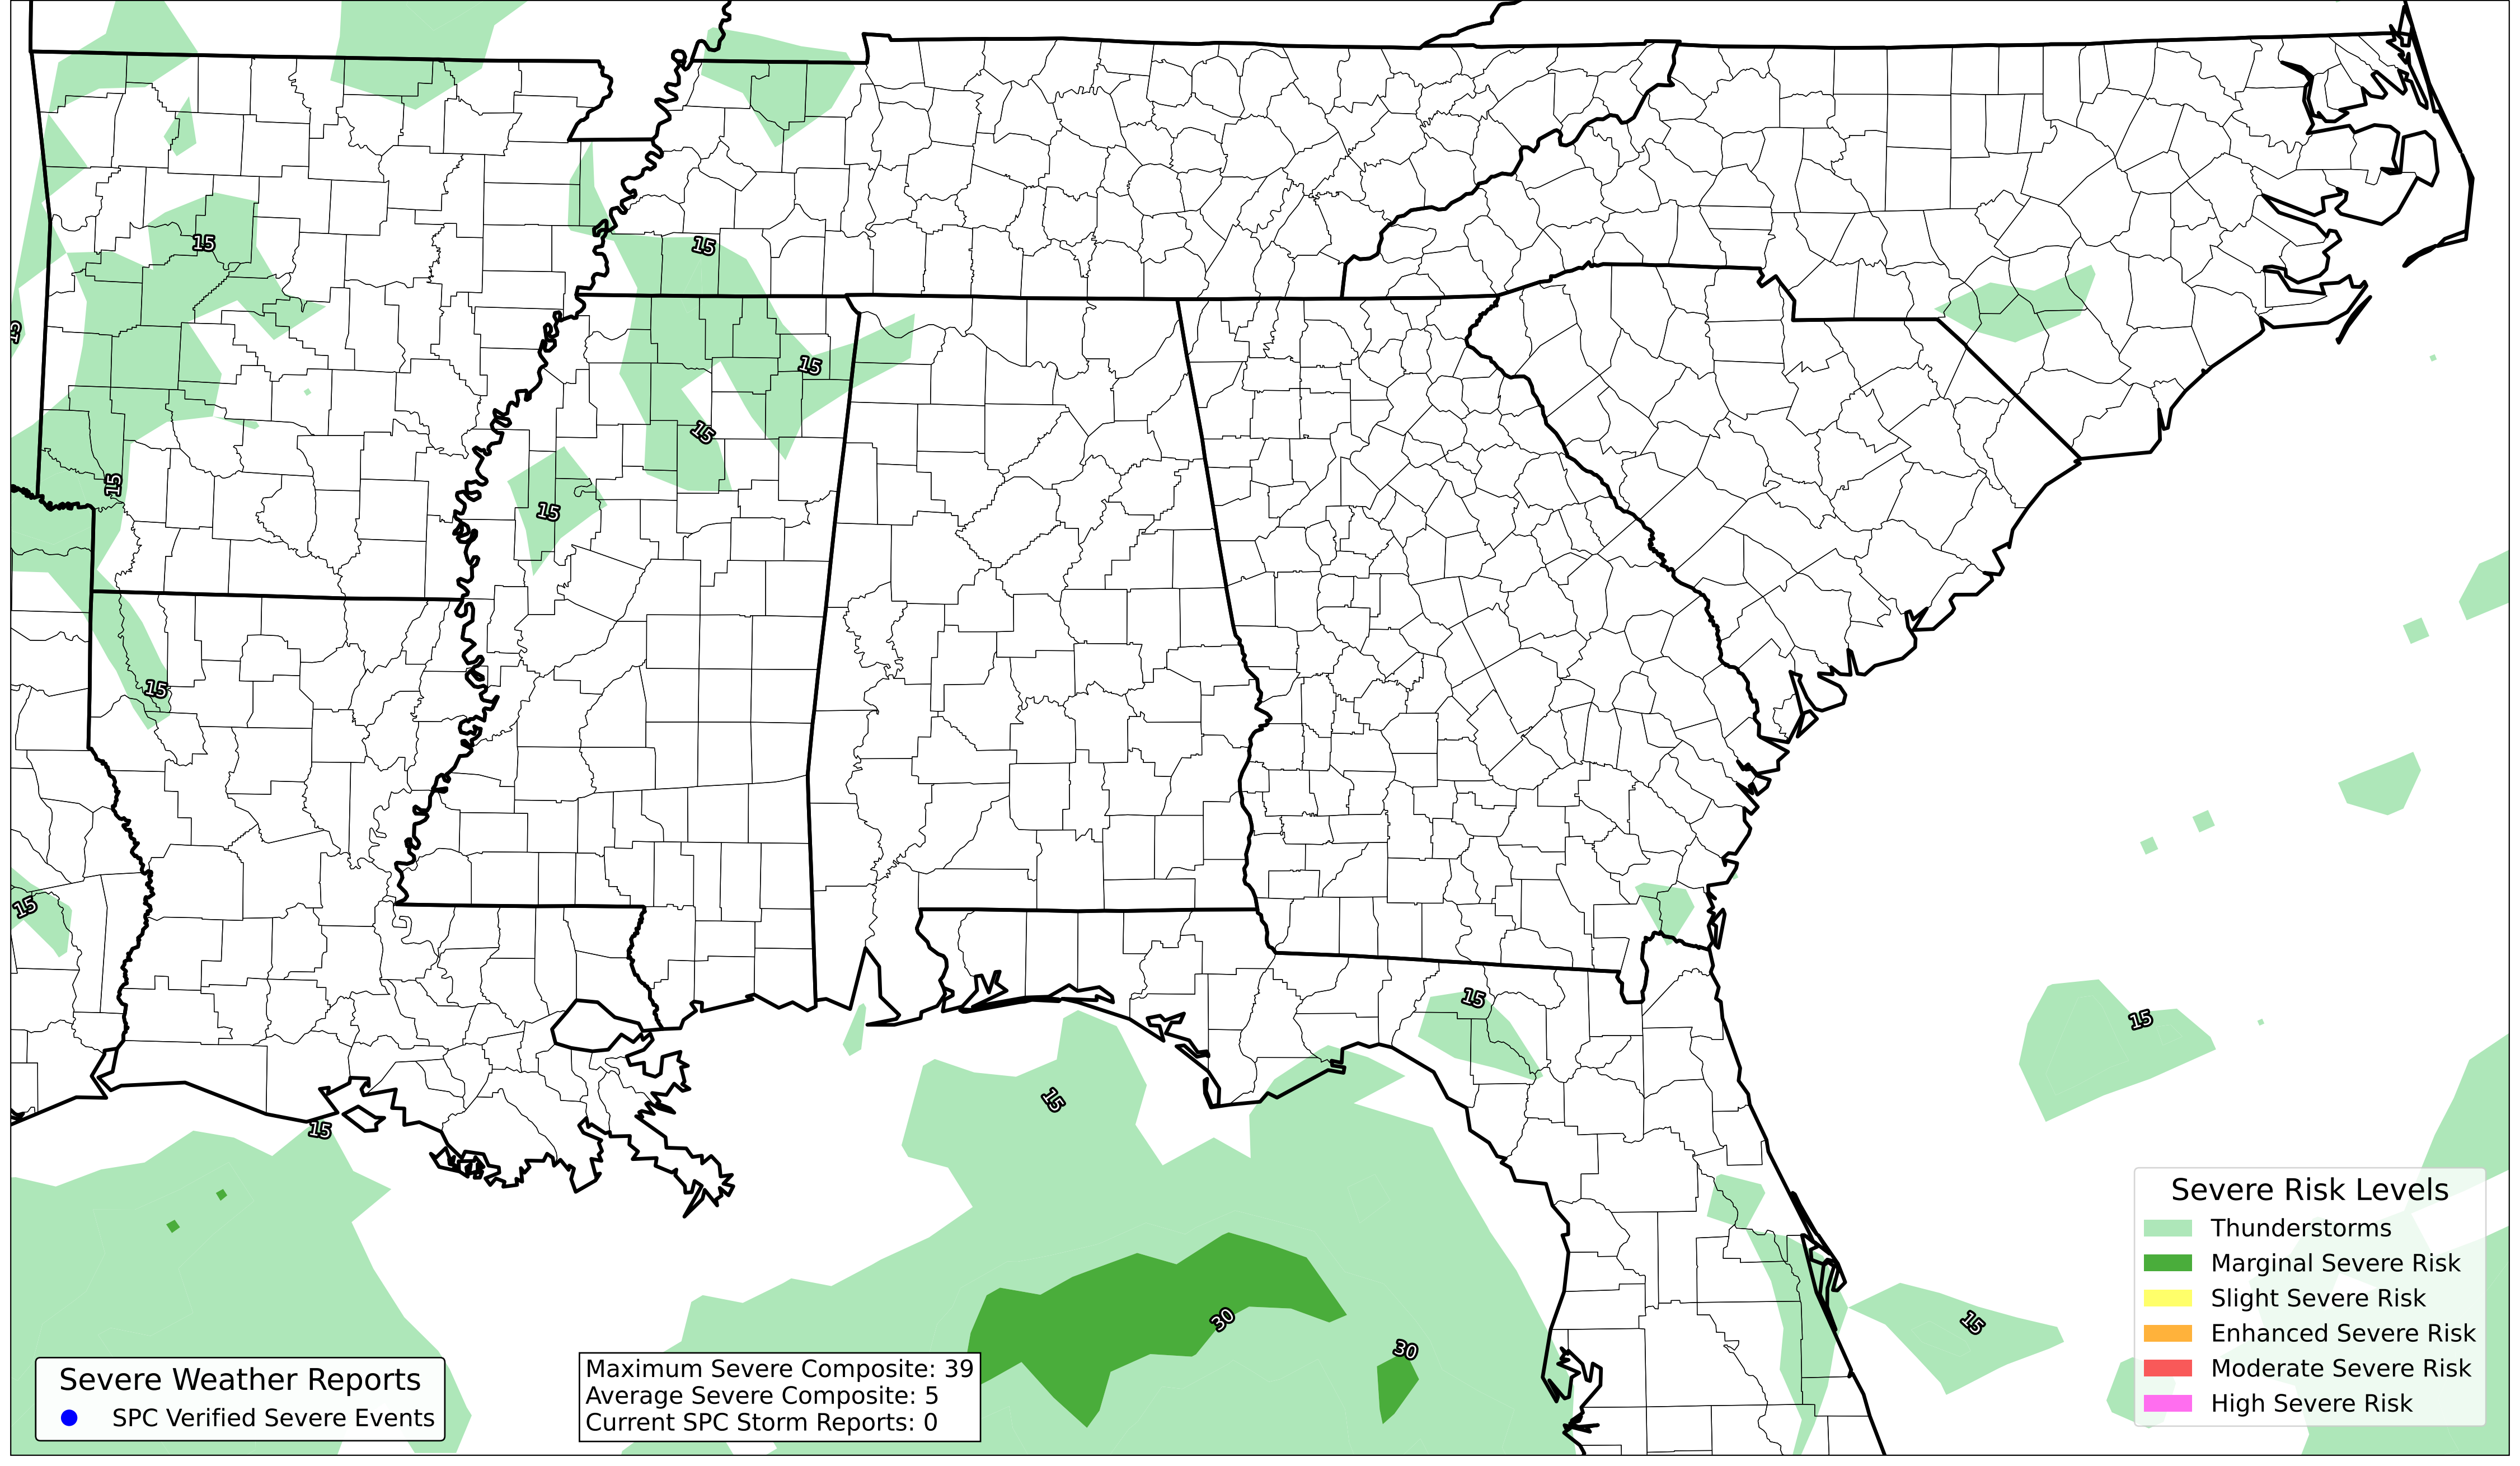 15
15
15
15
15
15
15
15
15
15
15
15
15
15
30
30
15
Severe Weather Reports
SPC Verified Severe Events
Maximum Severe Composite: 39
Average Severe Composite: 5
Current SPC Storm Reports: 0
Severe Risk Levels
Thunderstorms
Marginal Severe Risk
Slight Severe Risk
Enhanced Severe Risk
Moderate Severe Risk
High Severe Risk